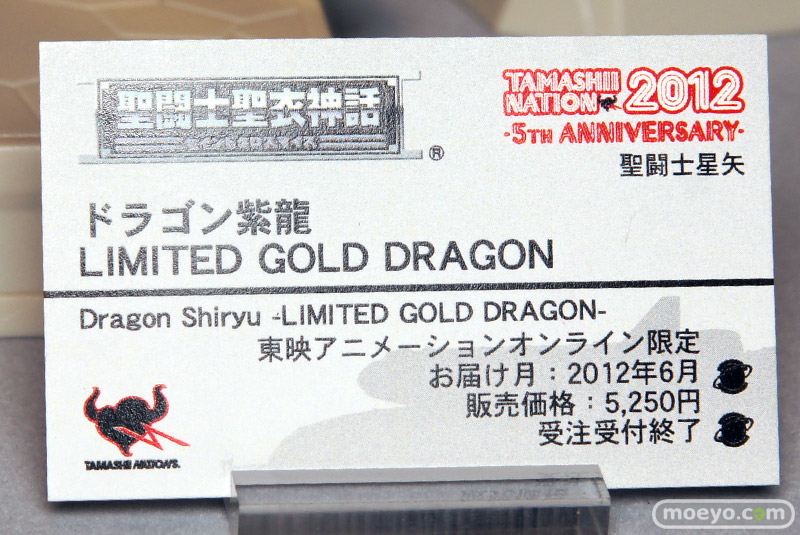 聖闘士聖衣神話
®
TAMASHII
NATION 2012
-5TH ANNIVERSARY-
聖闘士星矢
ドラゴン紫龍
LIMITED GOLD DRAGON
Dragon Shiryu -LIMITED GOLD DRAGON-
東映アニメーションオンライン限定
お届け月：2012年6月
販売価格：5,250円
受注受付終了
TAMASHII NATIONS.
moeyo.com